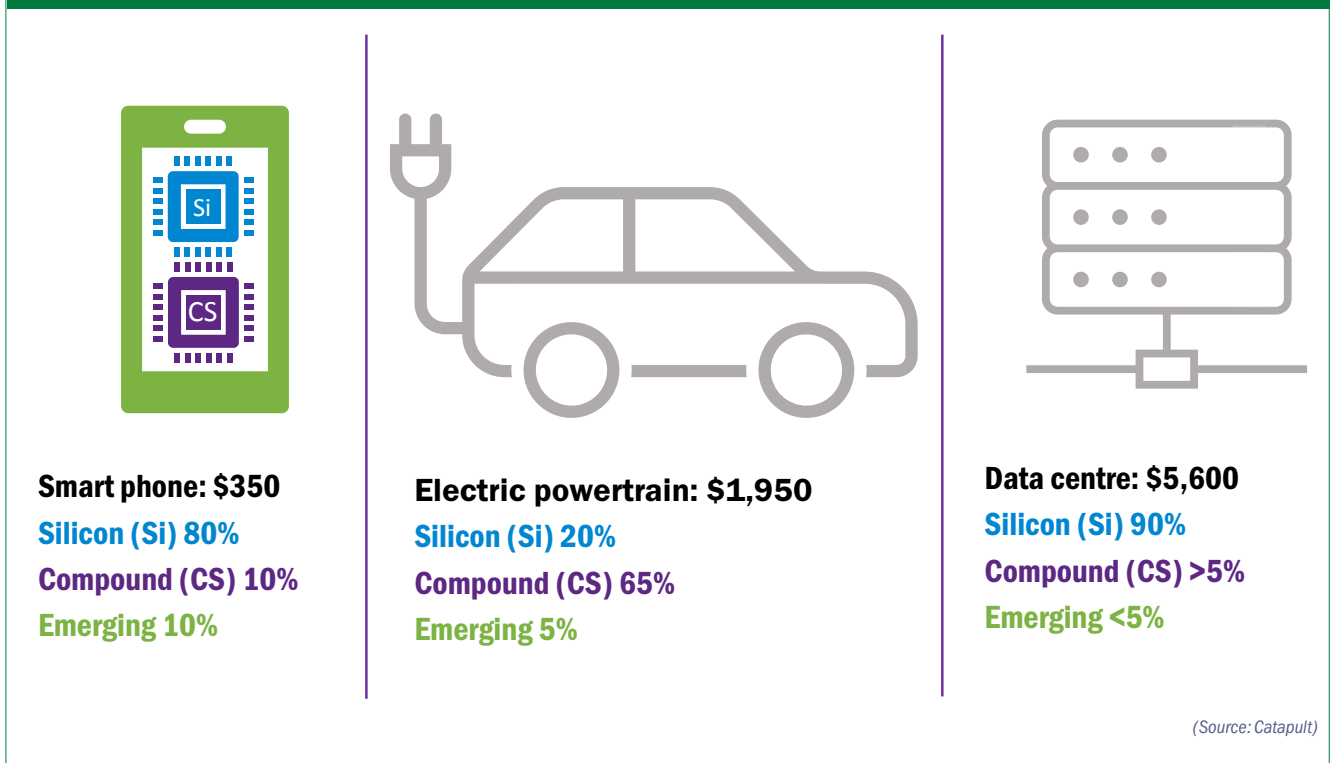 Si
CS
Smart phone: $350
Silicon (Si) 80%
Compound (CS) 10%
Emerging 10%
Electric powertrain: $1,950
Silicon (Si) 20%
Compound (CS) 65%
Emerging 5%
Data centre: $5,600
Silicon (Si) 90%
Compound (CS) >5%
Emerging <5%
(Source: Catapult)